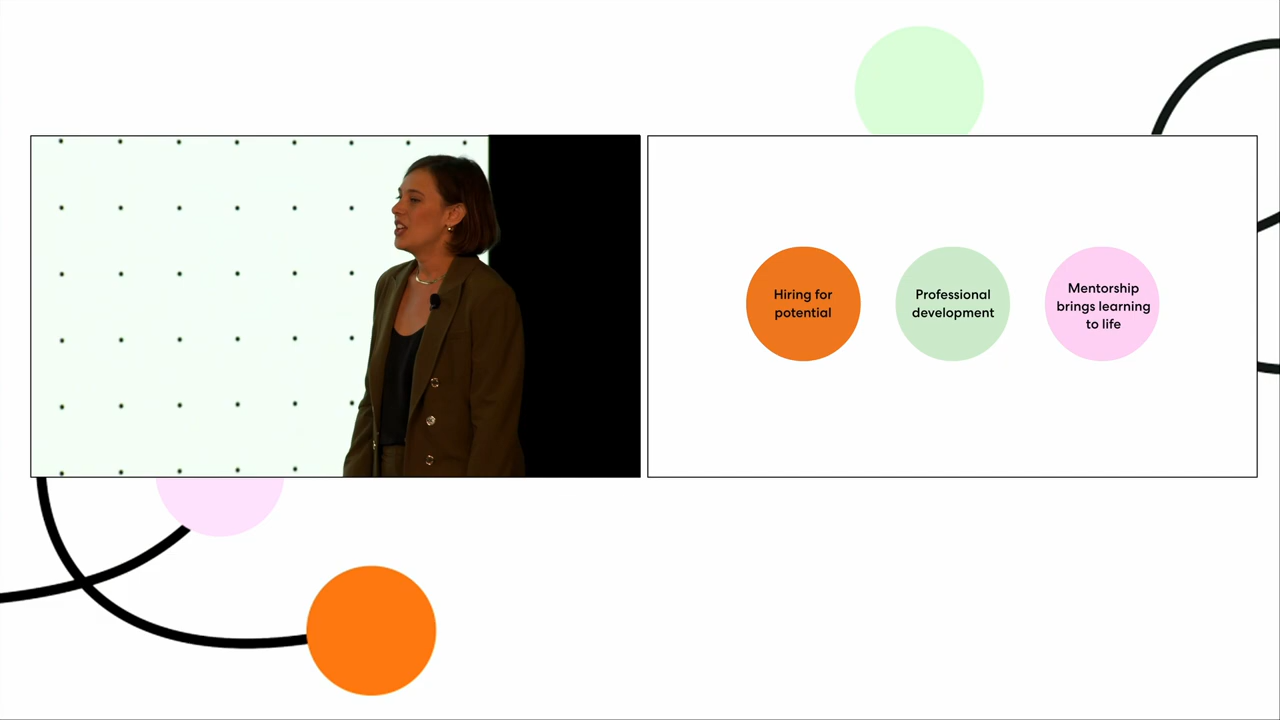 Hiring for
potential
Professional
development
Mentorship
brings learning
to life